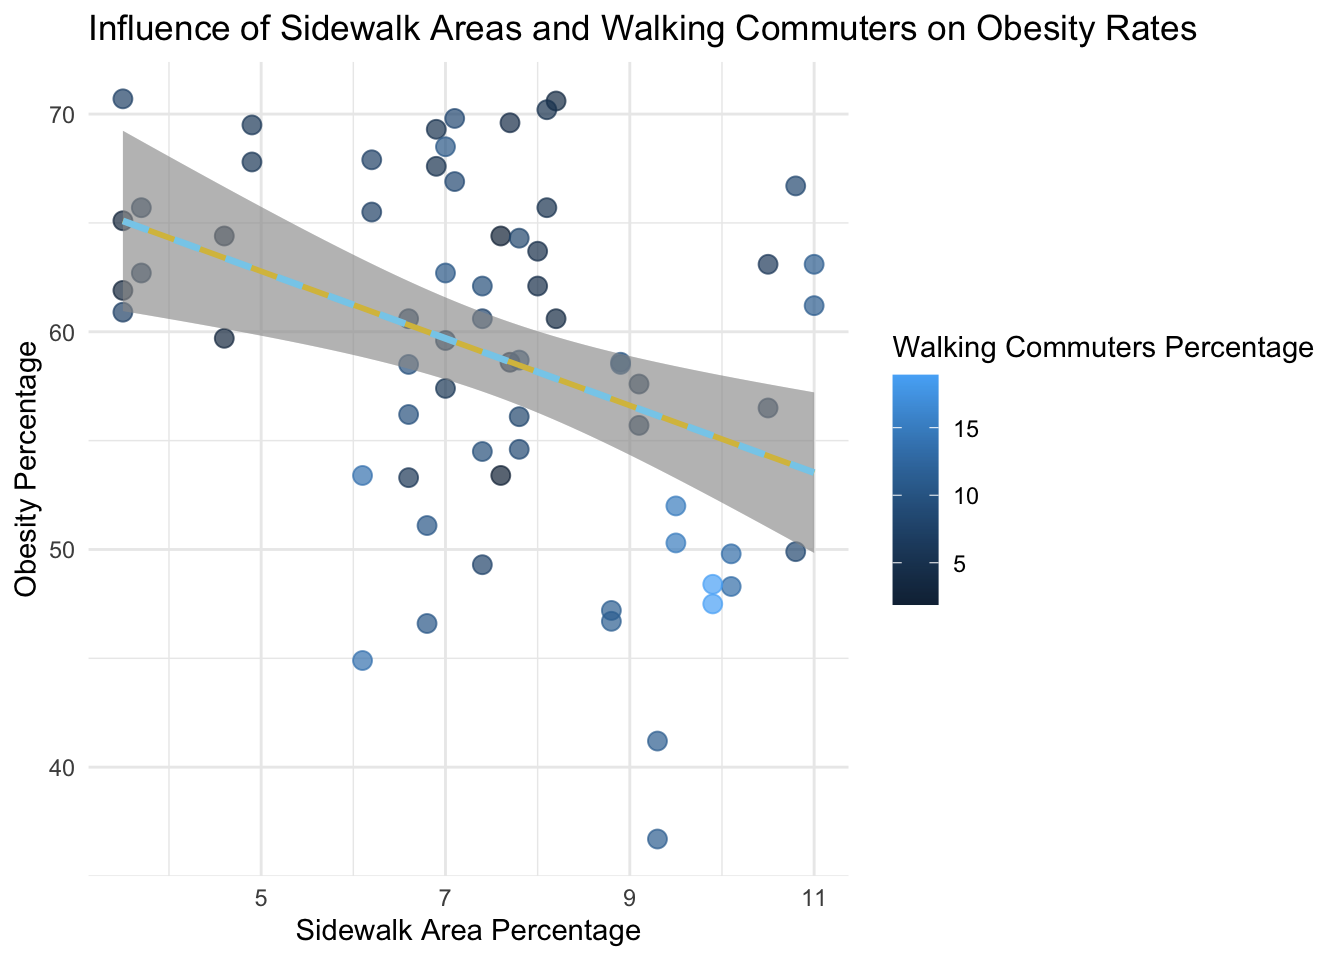 Influence of Sidewalk Areas and Walking Commuters on Obesity Rates
70
60
50
40
Obesity Percentage
5 7 9 11
Sidewalk Area Percentage
Walking Commuters Percentage
15
10
5